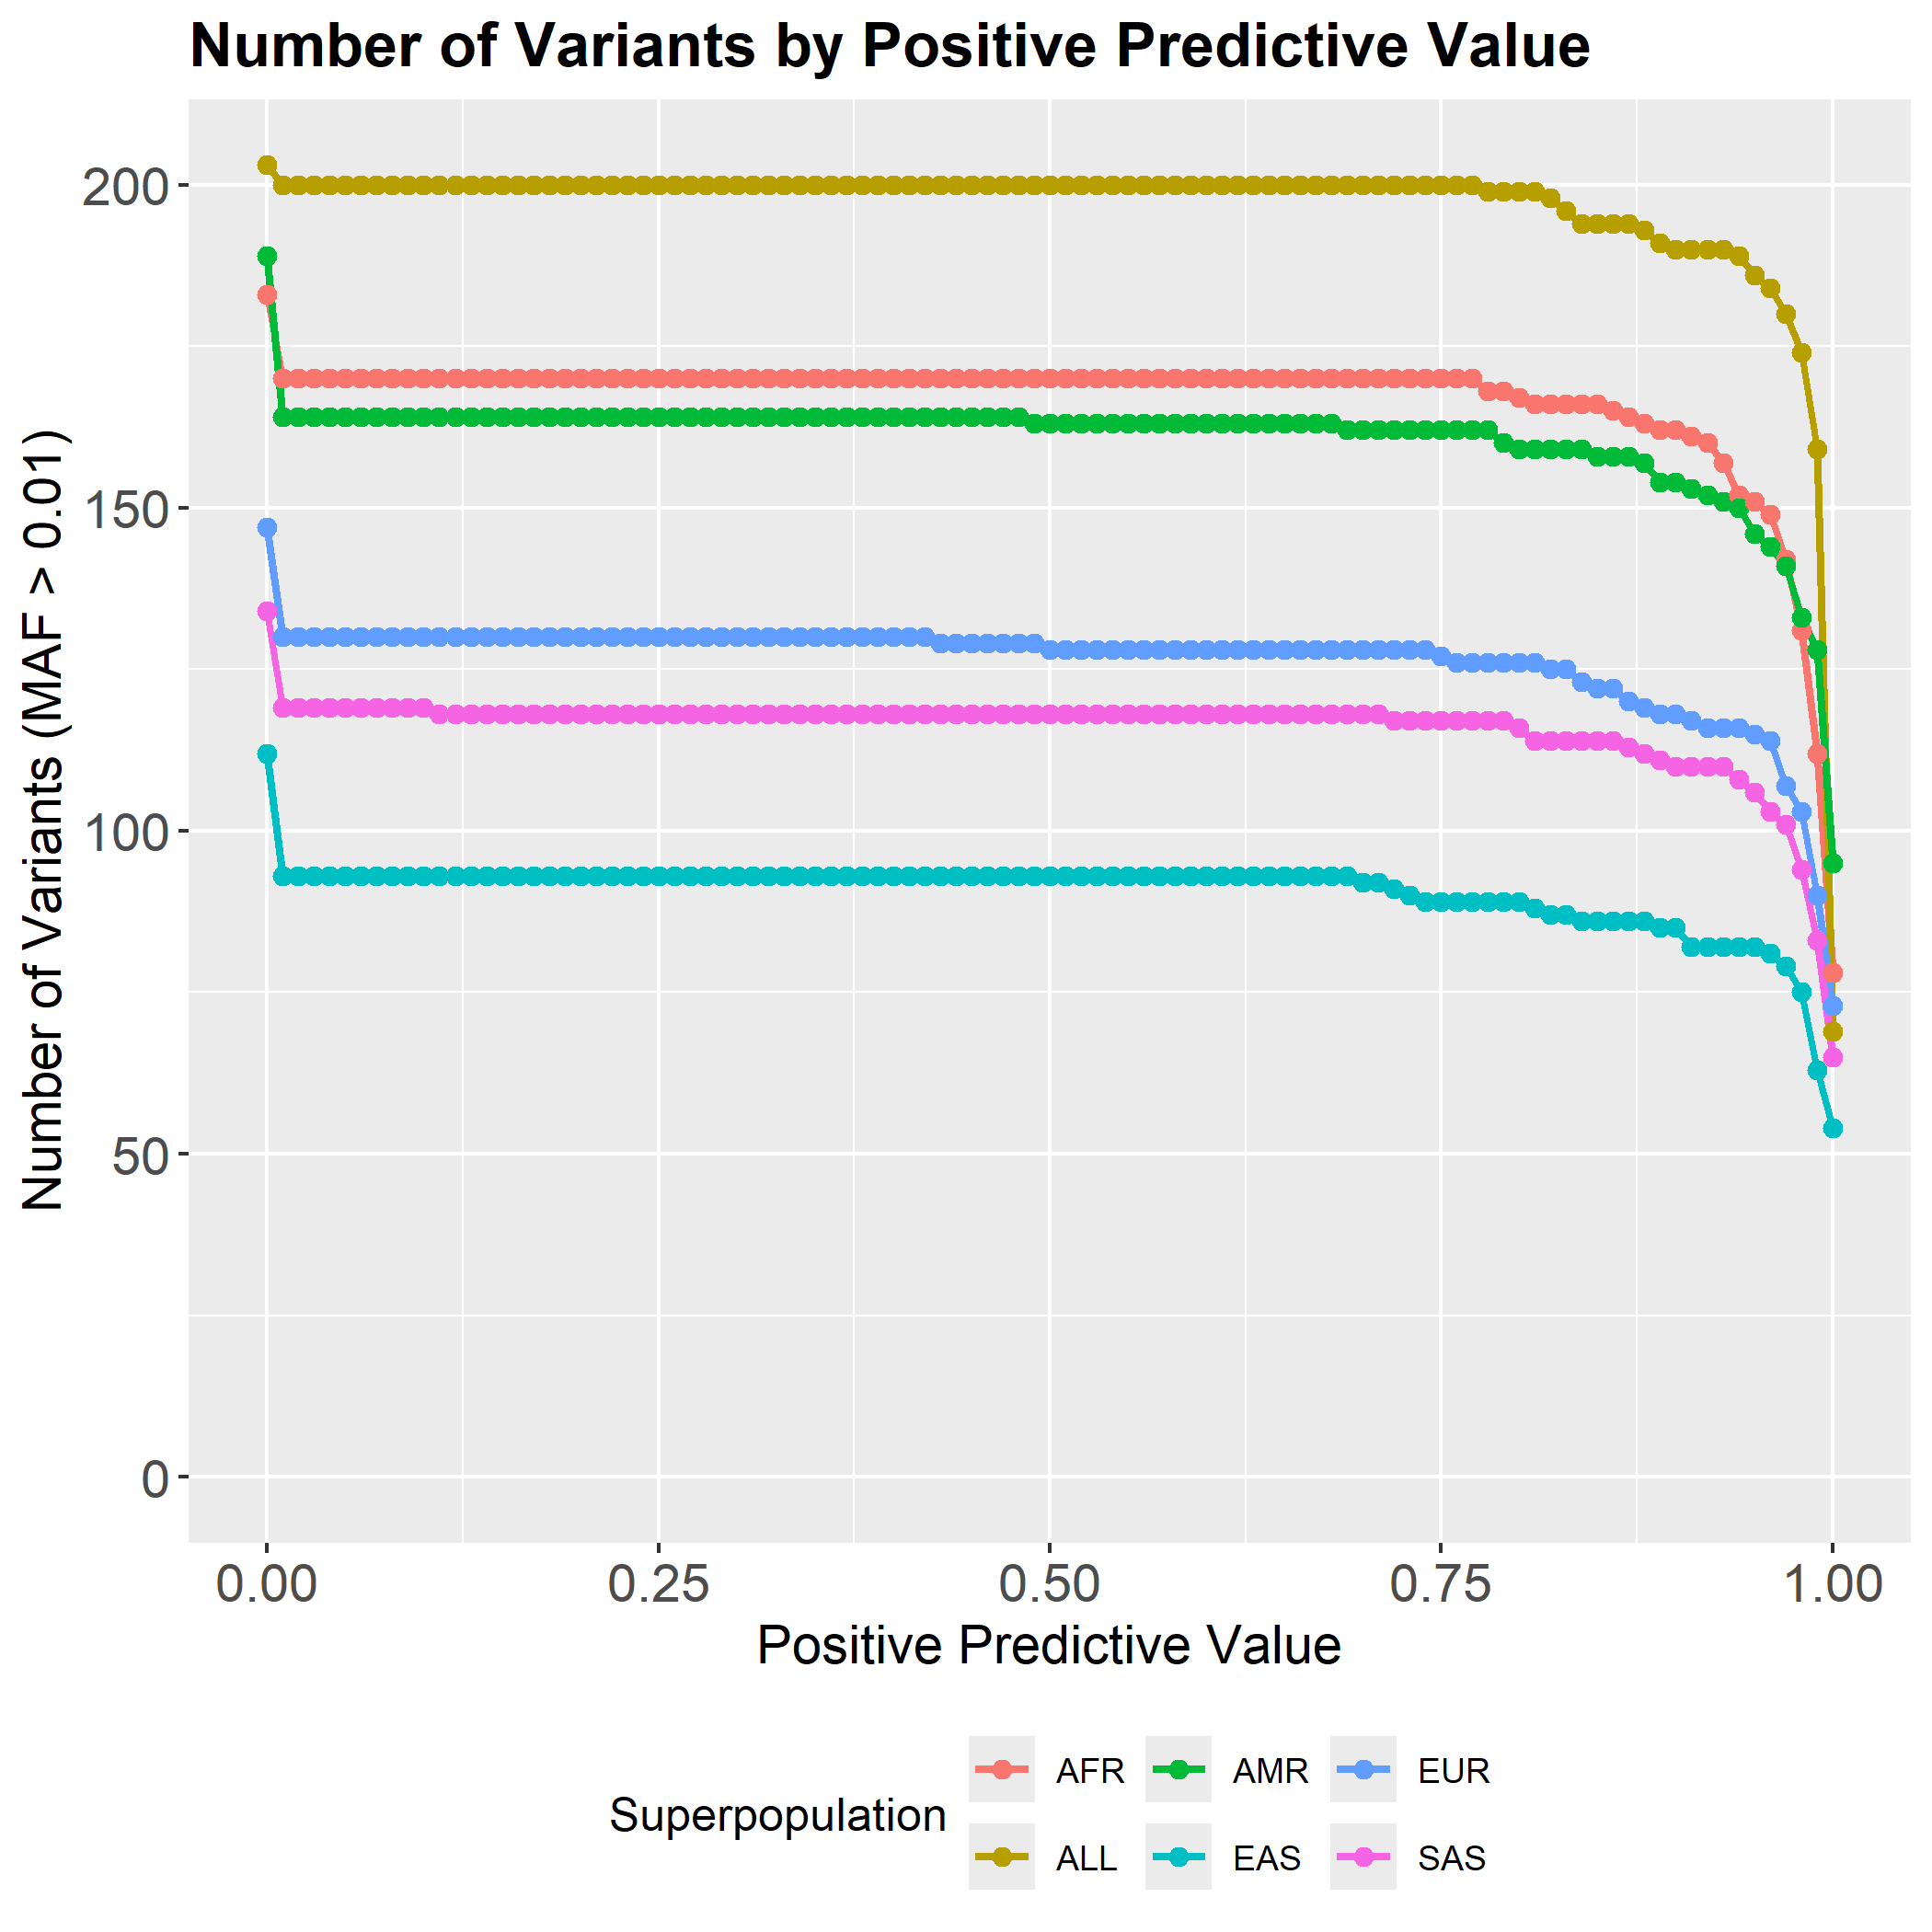 Number of Variants by Positive Predictive Value
Number of Variants (MAF > 0.01)
200
150
100
50
0
0.00 0.25 0.50 0.75 1.00
Positive Predictive Value
Superpopulation
AFR AMR EUR
ALL EAS SAS